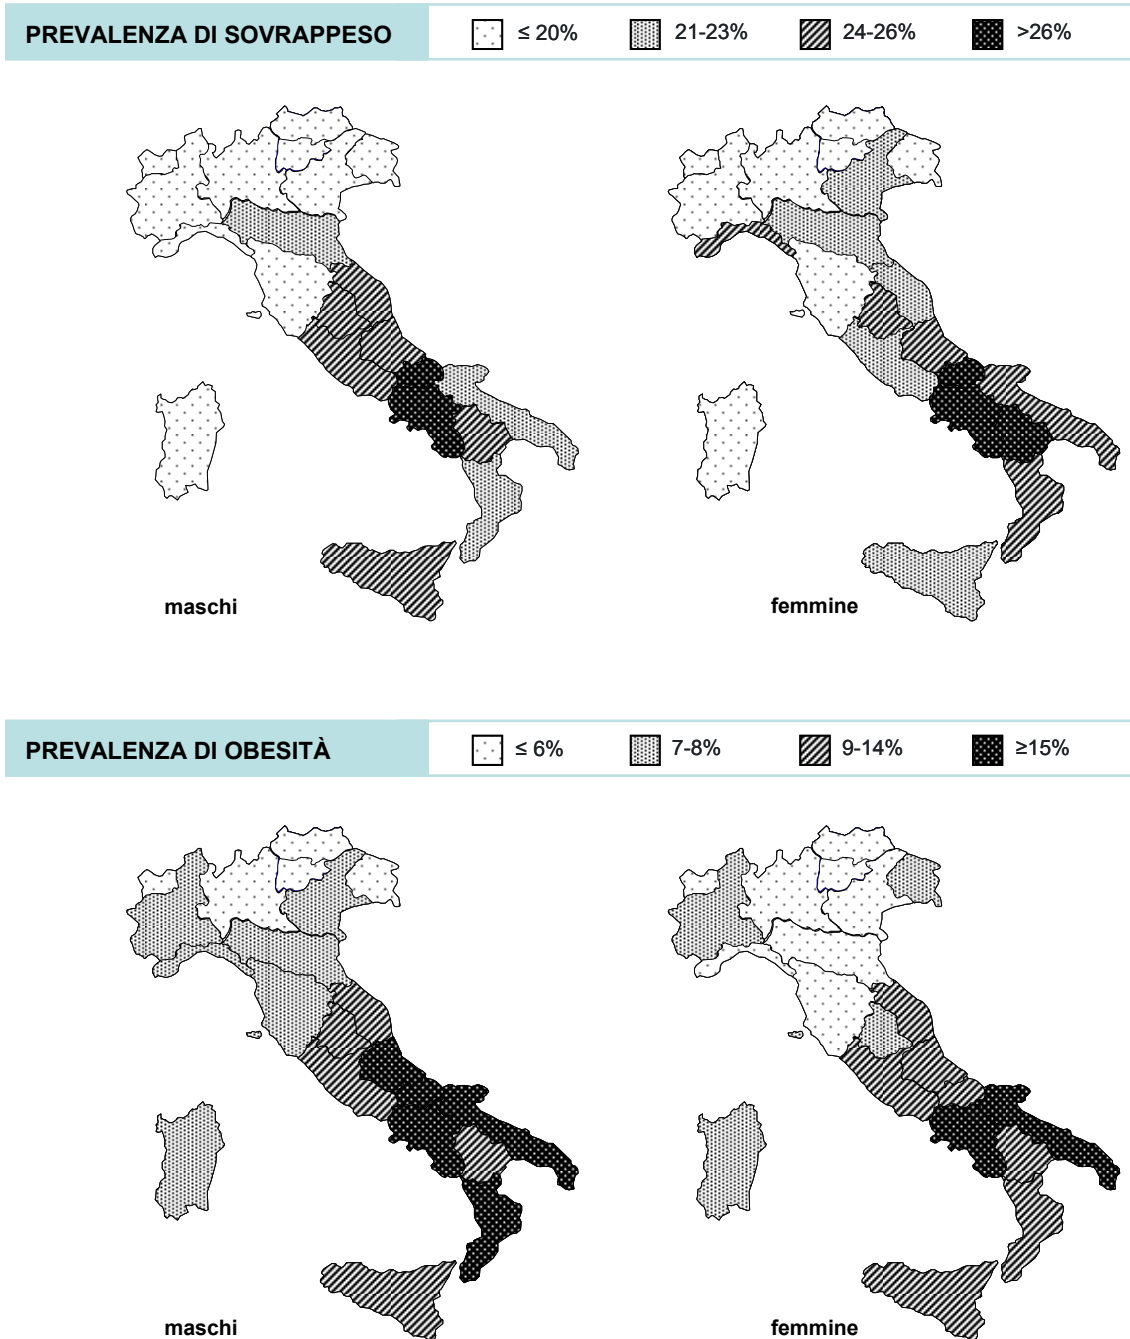 PREVALENZA DI SOVRAPPESO ≤ 20% 21-23% 24-26% >26%
maschi femmine
PREVALENZA DI OBESITÀ ≤ 6% 7-8% 9-14% ≥15%
maschi femmine